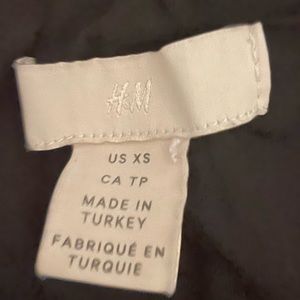 H&M
US XS
CA TP
MADE IN
TURKEY
FABRIQUÉ EN
TURQUIE